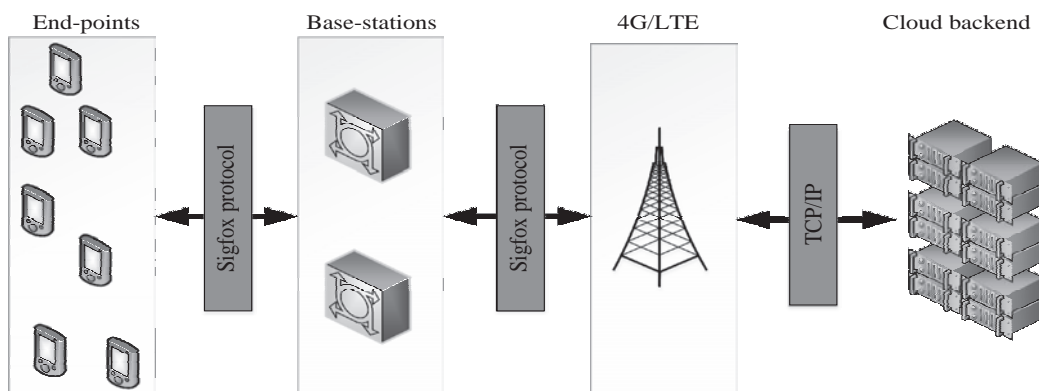 End-points
Base-stations
4G/LTE
Cloud backend
Sigfox protocol
Sigfox protocol
TCP/IP